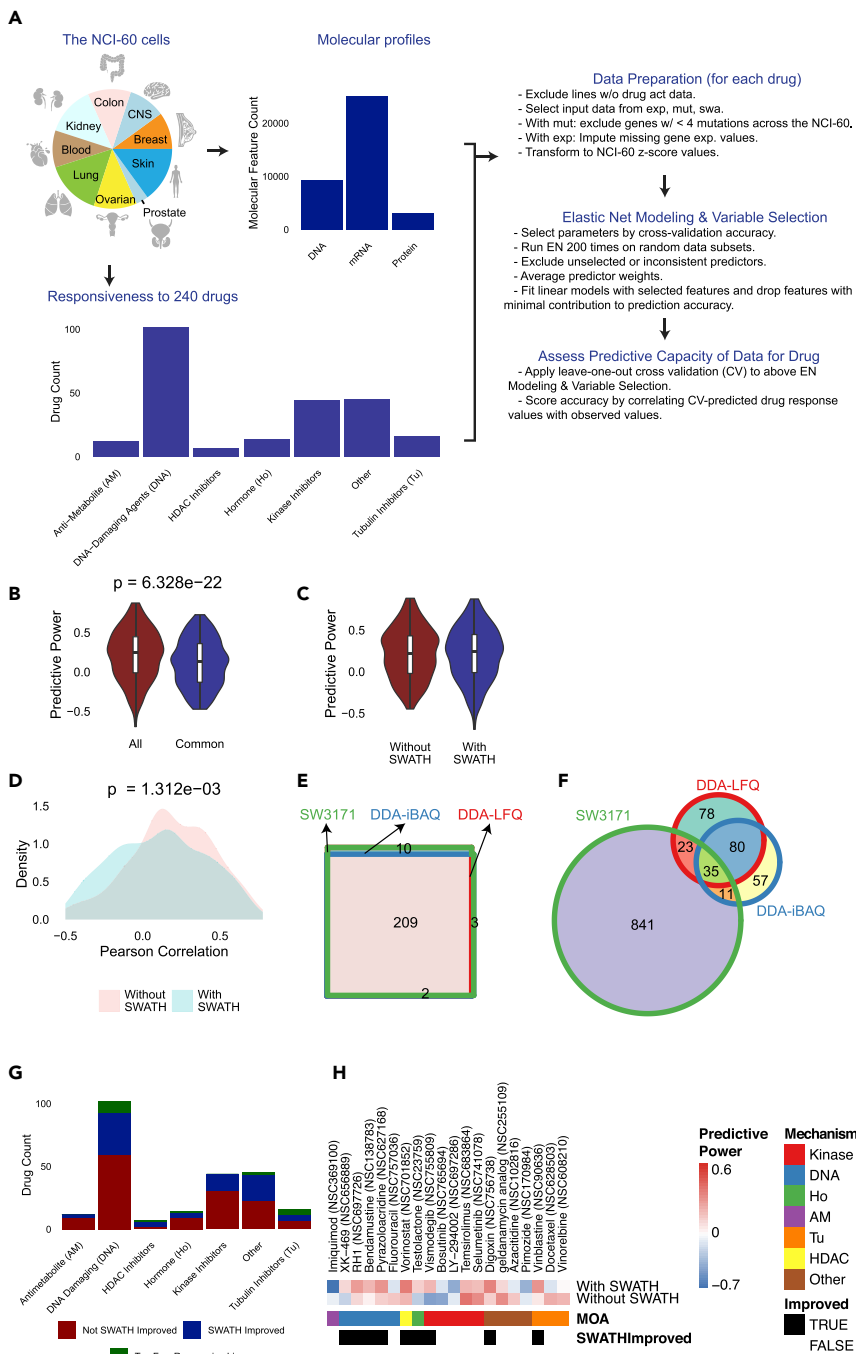 A
The NCI-60 cells
Colon
CNS
Breast
Skin
Prostate
Ovarian
Lung
Blood
Kidney
Molecular profiles
Molecular Feature Count
20000
10000
0
DNA
mRNA
Protein
Data Preparation (for each drug)
- Exclude lines w/o drug act data.
- Select input data from exp, mut, swa.
- With mut: exclude genes w/ < 4 mutations across the NCI-60.
- With exp: Impute missing gene exp. values.
- Transform to NCI-60 z-score values.
Elastic Net Modeling & Variable Selection
- Select parameters by cross-validation accuracy.
- Run EN 200 times on random data subsets.
- Exclude unselected or inconsistent predictors.
- Average predictor weights.
- Fit linear models with selected features and drop features with
minimal contribution to prediction accuracy.
Assess Predictive Capacity of Data for Drug
- Apply leave-one-out cross validation (CV) to above EN
Modeling & Variable Selection.
- Score accuracy by correlating CV-predicted drug response
values with observed values.
Responsiveness to 240 drugs
Drug Count
100
50
0
Anti−Metabolite (AM)
DNA−Damaging Agents (DNA)
HDAC Inhibitors
Hormone (Ho)
Kinase Inhibitors
Other
Tubulin Inhibitors (Tu)
B
p = 6.328e−22
Predictive Power
0.5
0.0
−0.5
All
Common
C
Predictive Power
0.5
0.0
−0.5
Without
SWATH
With
SWATH
D
p = 1.312e−03
Density
1.5
1.0
0.5
0.0
−0.5
0.0
0.5
Pearson Correlation
Without
SWATH
With
SWATH
E
SW3171
DDA-iBAQ
DDA-LFQ
10
209
3
2
F
DDA-LFQ
SW3171
78
23
80
35
57
11
841
DDA-iBAQ
G
Drug Count
100
50
0
Antimetabolite (AM)
DNA Damaging (DNA)
HDAC Inhibitors
Hormone (Ho)
Kinase Inhibitors
Other
Tubulin Inhibitors (Tu)
Not SWATH Improved
SWATH Improved
H
Imiquimod (NSC369100)
XK−469 (NSC656889)
RH1 (NSC697726)
Bendamustine (NSC138783)
Pyrazoloacridine (NSC627168)
Fluorouracil (NSC757036)
Vorinostat (NSC701852)
Testolactone (NSC23759)
Vismodegib (NSC755809)
Bosutinib (NSC765694)
LY−294002 (NSC697286)
Temsirolimus (NSC683864)
Selumetinib (NSC741078)
Digoxin (NSC756738)
geldanamycin analog (NSC255109)
Azacitidine (NSC102816)
Pimozide (NSC170984)
Vinblastine (NSC90636)
Docetaxel (NSC628503)
Vinorelbine (NSC608210)
With SWATH
Without SWATH
MOA
SWATHImproved
Predictive
Power
0.6
0
−0.7
Mechanism
Kinase
DNA
Ho
AM
Tu
HDAC
Other
Improved
TRUE
FALSE